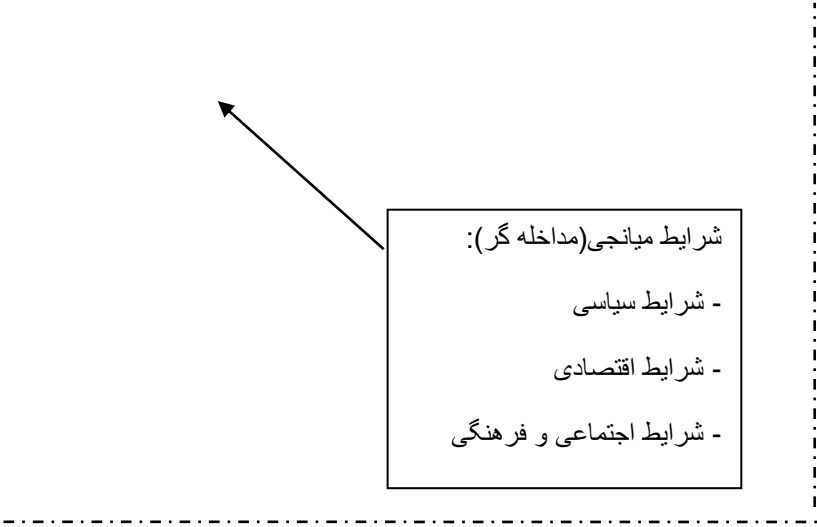 شرایط میانجی(مداخله گر):
- شرایط سیاسی
- شرایط اقتصادی
- شرایط اجتماعی و فرهنگی